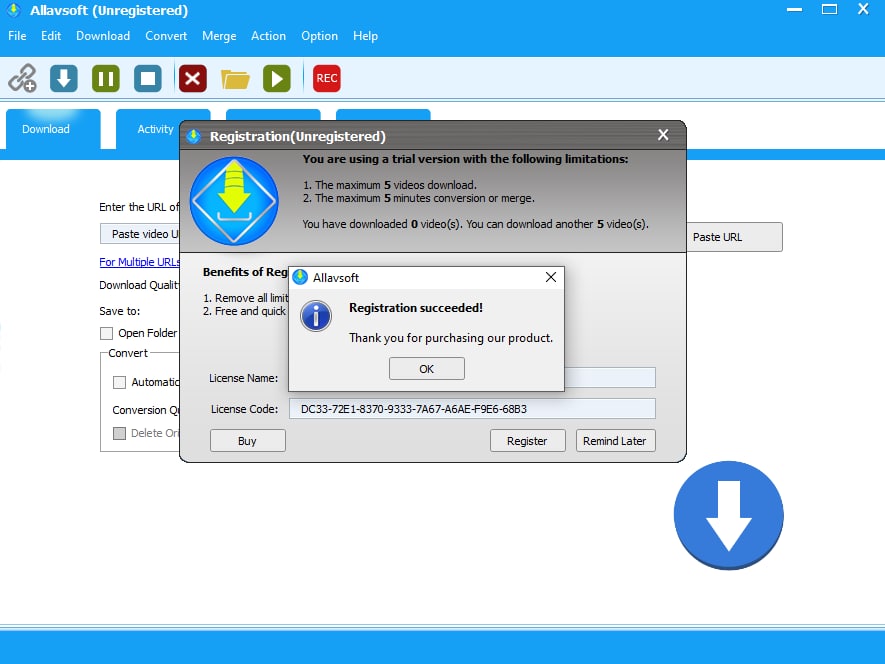 Allavsoft (Unregistered)
File Edit Download Convert Merge Action Option Help
REC
Download Activity
Registration(Unregistered)
You are using a trial version with the following limitations:
1. The maximum 5 videos download.
2. The maximum 5 minutes conversion or merge.
You have downloaded 0 video(s). You can download another 5 video(s).
Enter the URL of
Paste video U
Paste URL
For Multiple URLs
Download Qualit
Save to:
Open Folder
Convert
Automatic
Conversion Qu
Delete Ori
Benefits of Reg
1. Remove all limit
2. Free and quick
Allavsoft
Registration succeeded!
Thank you for purchasing our product.
OK
License Name:
License Code: DC33-72E1-8370-9333-7A67-A6AE-F9E6-68B3
Buy Register Remind Later